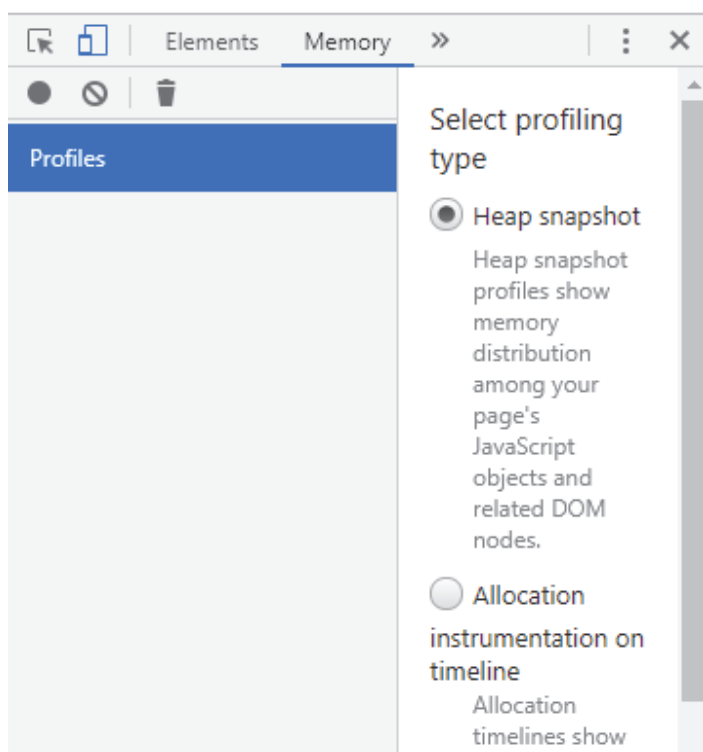 Elements Memory »
Profiles
Select profiling
type
Heap snapshot
Heap snapshot
profiles show
memory
distribution
among your
page's
JavaScript
objects and
related DOM
nodes.
Allocation
instrumentation on
timeline
Allocation
timelines show